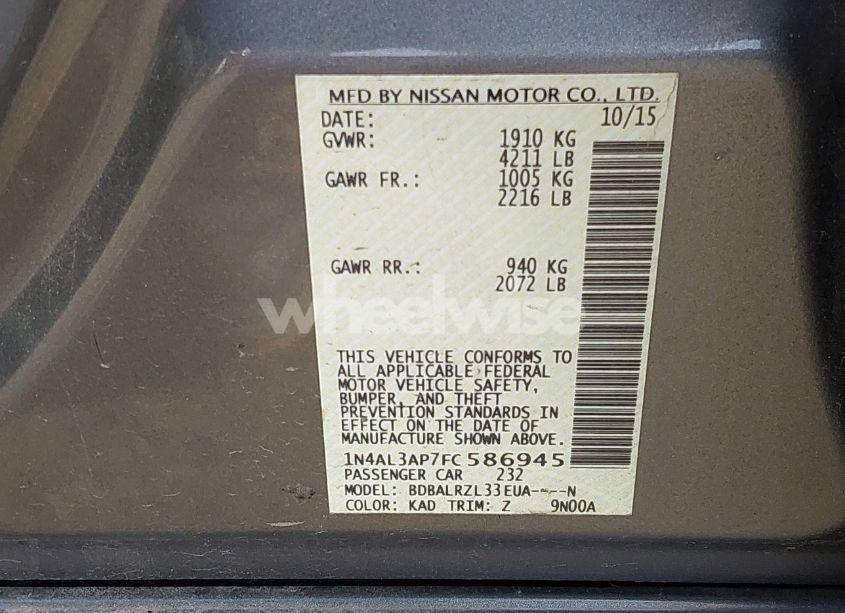 MFD BY NISSAN MOTOR CO., LTD.
DATE: 10/15
GVWR: 1910 KG
4211 LB
GAWR FR.: 1005 KG
2216 LB
GAWR RR.: 940 KG
2072 LB
wheelwise
THIS VEHICLE CONFORMS TO
ALL APPLICABLE FEDERAL
MOTOR VEHICLE SAFETY,
BUMPER, AND THEFT
PREVENTION STANDARDS IN
EFFECT ON THE DATE OF
MANUFACTURE SHOWN ABOVE.
1N4AL3AP7FC586945
PASSENGER CAR 232
MODEL: BDBALRZL33EUA----N
COLOR: KAD TRIM: Z 9N00A